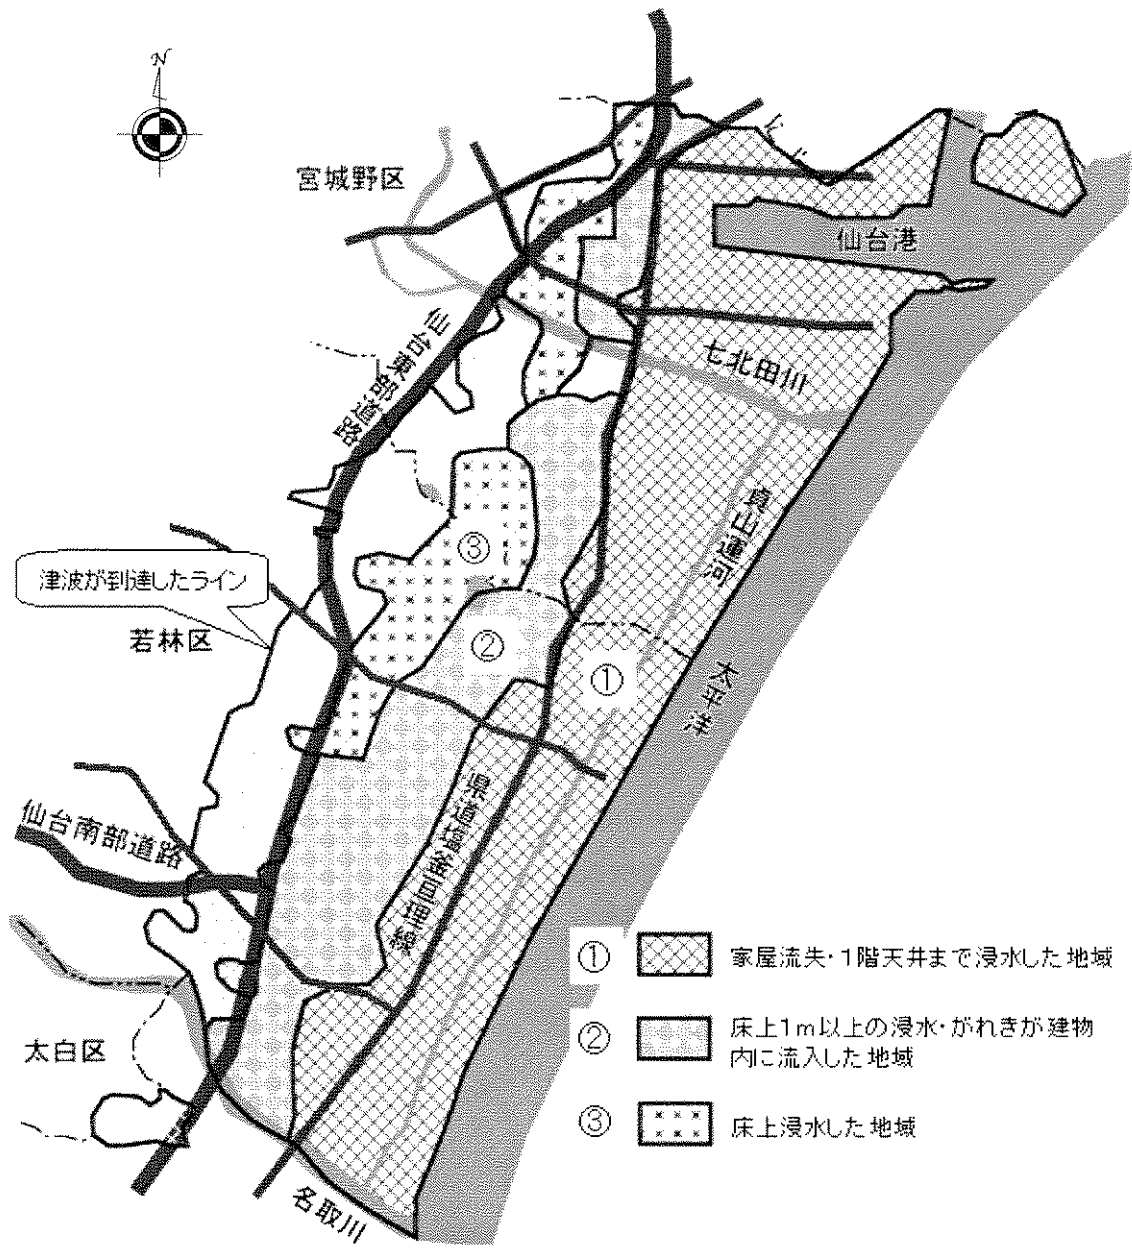 N
宮城野区
仙台港
仙台東部道路
七北田川
貞山運河
③
津波が到達したライン
若林区
②
①
太平洋
県道塩釜亘理線
仙台南部道路
① 家屋流失・1階天井まで浸水した地域
② 床上1m以上の浸水・がれきが建物
内に流入した地域
太白区
③ 床上浸水した地域
名取川